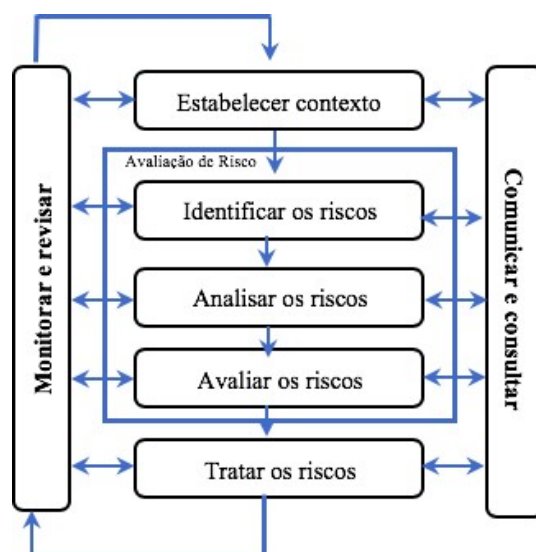 Estabelecer contexto
Avaliação de Risco
Identificar os riscos
Analisar os riscos
Avaliar os riscos
Tratar os riscos
Monitorar e revisar
Comunicar e consultar